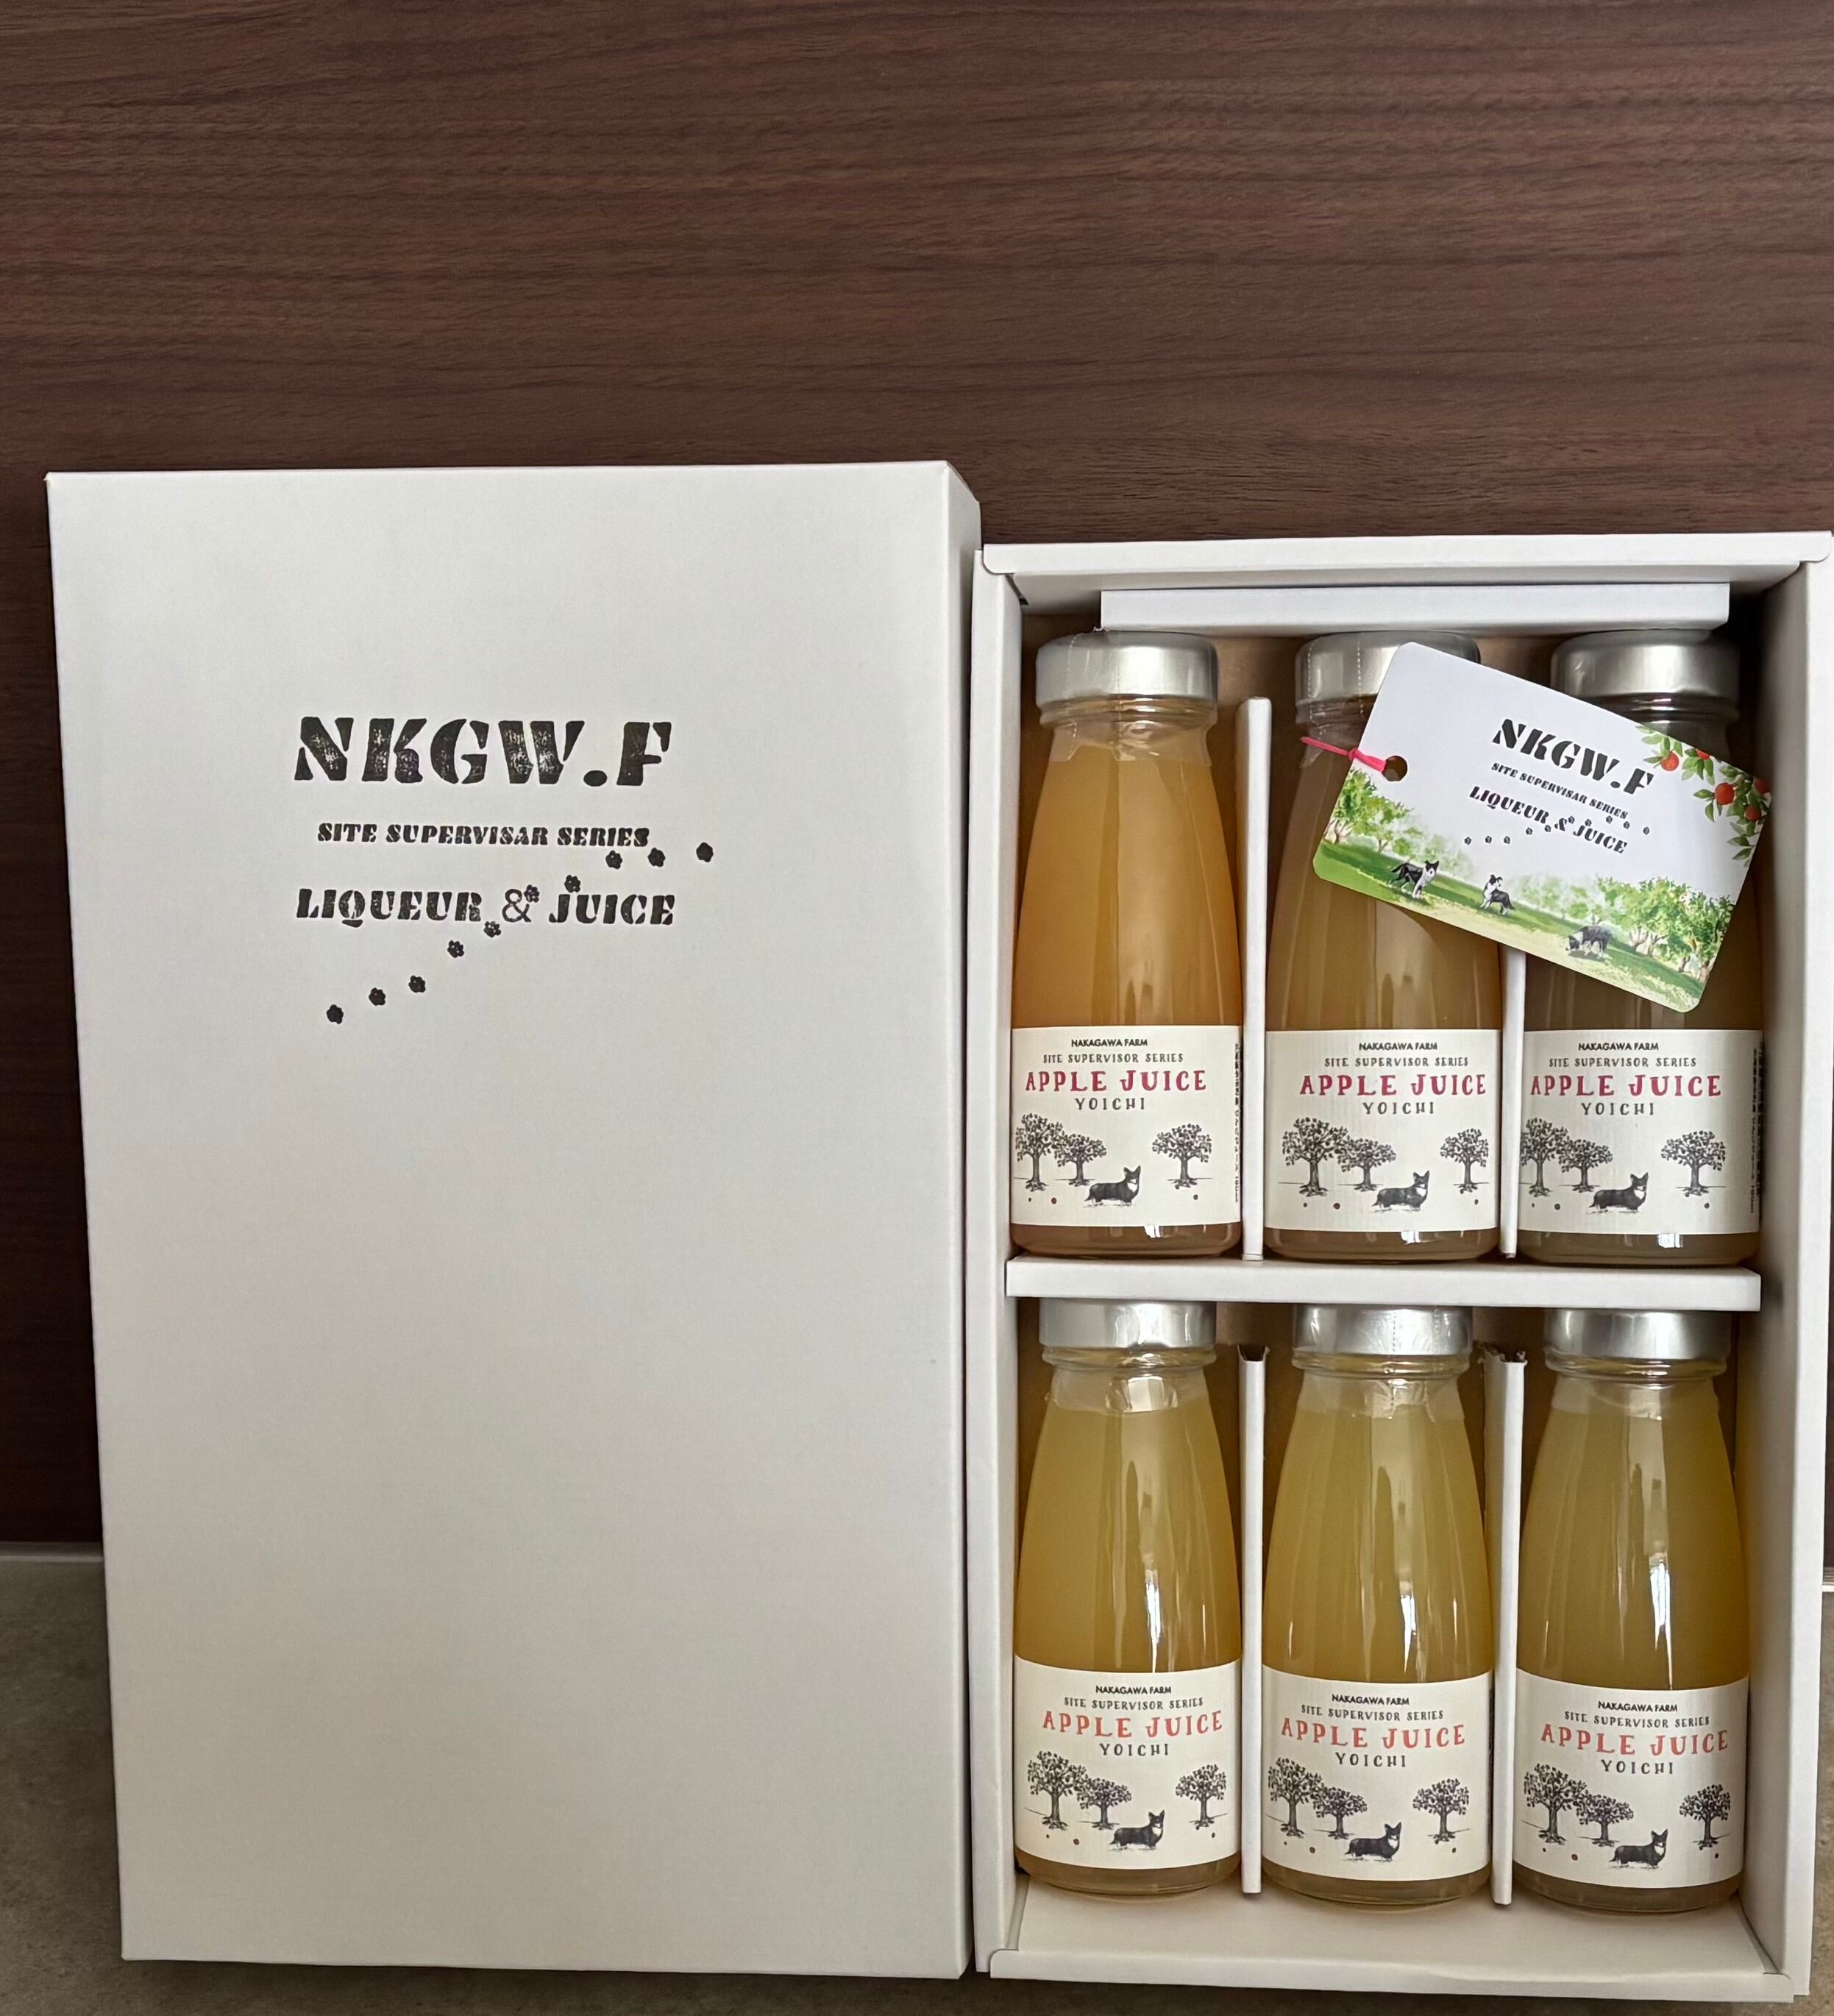 NKGW.F
SITE SUPERVISAR SERIES
LIQUEUR & JUICE
NKGW.F
SITE SUPERVISAR SERIES
LIQUEUR & JUICE
NAKAGAWA FARM
SITE SUPERVISOR SERIES
APPLE JUICE
YOICHI
NAKAGAWA FARM
SITE SUPERVISOR SERIES
APPLE JUICE
YOICHI
NAKAGAWA FARM
SITE SUPERVISOR SERIES
APPLE JUICE
YOICHI
NAKAGAWA FARM
SITE SUPERVISOR SERIES
APPLE JUICE
YOICHI
NAKAGAWA FARM
SITE SUPERVISOR SERIES
APPLE JUICE
YOICHI
NAKAGAWA FARM
SITE SUPERVISOR SERIES
APPLE JUICE
YOICHI